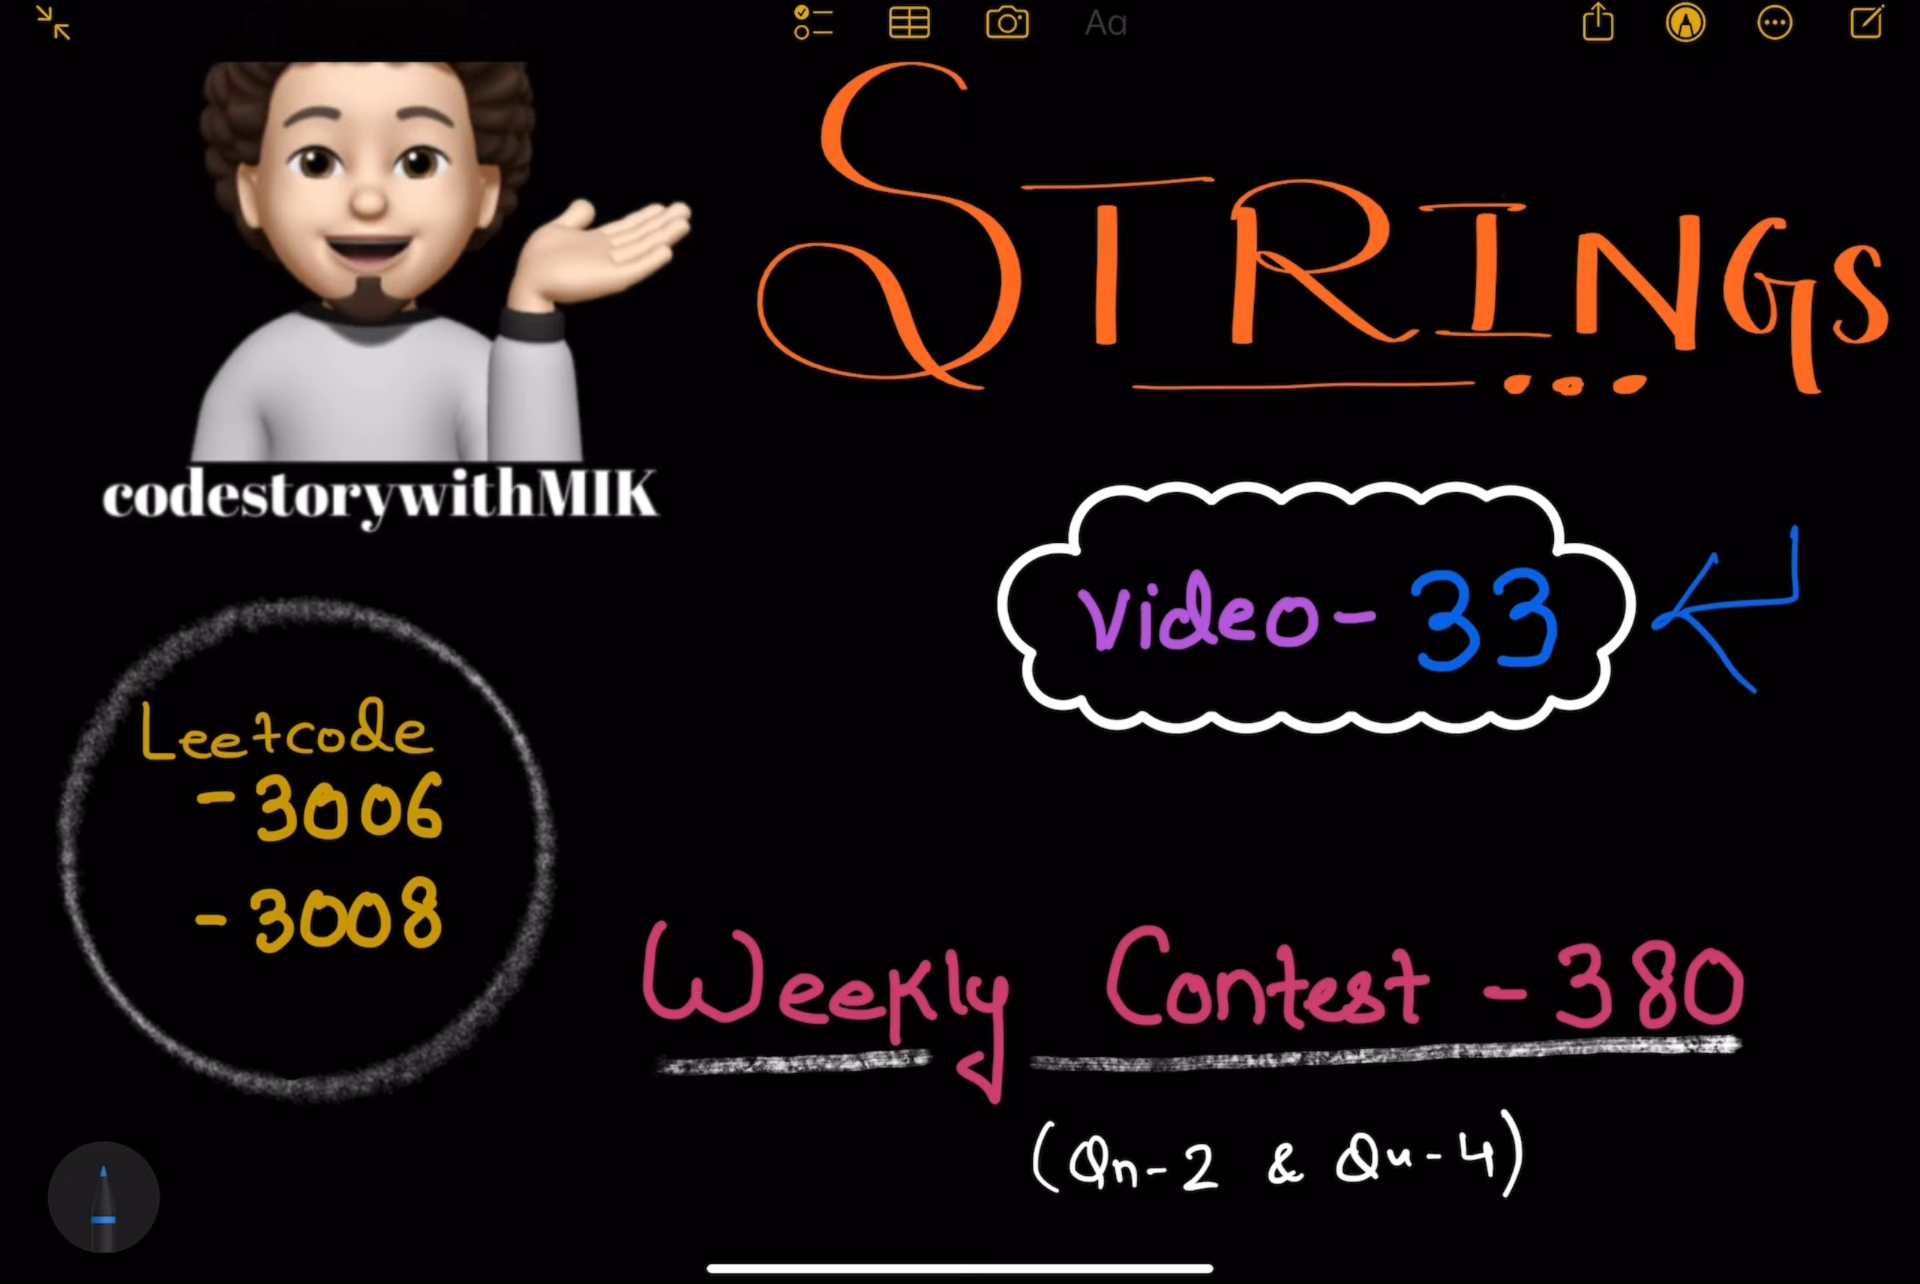 Aa
STRINGS
codestorywithMIK
Video - 33
Leetcode
- 3006
- 3008
Weekly Contest - 380
(Qn-2 & Qn-4)